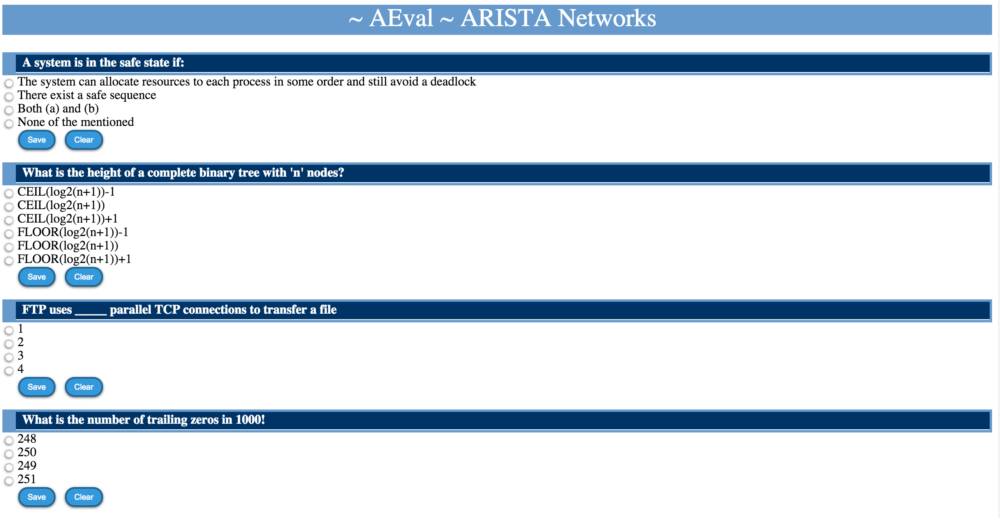 ~ AEval ~ ARISTA Networks
A system is in the safe state if:
The system can allocate resources to each process in some order and still avoid a deadlock
There exist a safe sequence
Both (a) and (b)
None of the mentioned
Save Clear
What is the height of a complete binary tree with 'n' nodes?
CEIL(log2(n+1))-1
CEIL(log2(n+1))
CEIL(log2(n+1))+1
FLOOR(log2(n+1))-1
FLOOR(log2(n+1))
FLOOR(log2(n+1))+1
Save Clear
FTP uses _____ parallel TCP connections to transfer a file
1
2
3
4
Save Clear
What is the number of trailing zeros in 1000!
248
250
249
251
Save Clear